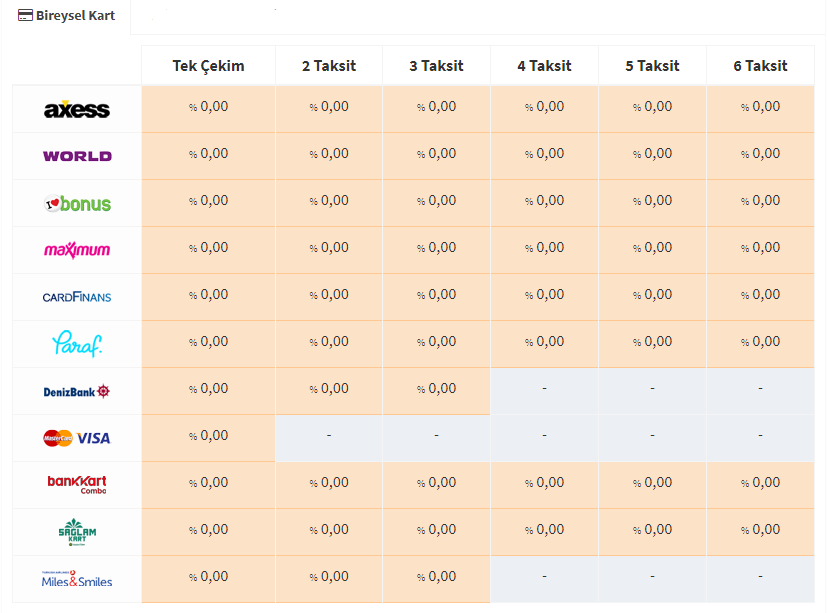 Bireysel Kart
Tek Çekim 2 Taksit 3 Taksit 4 Taksit 5 Taksit 6 Taksit
axess % 0,00 % 0,00 % 0,00 % 0,00 % 0,00 % 0,00
WORLD % 0,00 % 0,00 % 0,00 % 0,00 % 0,00 % 0,00
I bonus % 0,00 % 0,00 % 0,00 % 0,00 % 0,00 % 0,00
maximum % 0,00 % 0,00 % 0,00 % 0,00 % 0,00 % 0,00
CARDFINANS % 0,00 % 0,00 % 0,00 % 0,00 % 0,00 % 0,00
Paraf. % 0,00 % 0,00 % 0,00 % 0,00 % 0,00 % 0,00
DenizBank % 0,00 % 0,00 % 0,00 - - -
MasterCard VISA % 0,00 - - - - -
bankkart Combo % 0,00 % 0,00 % 0,00 % 0,00 % 0,00 % 0,00
SAĞLAM KART % 0,00 % 0,00 % 0,00 % 0,00 % 0,00 % 0,00
Miles&Smiles % 0,00 % 0,00 % 0,00 - - -